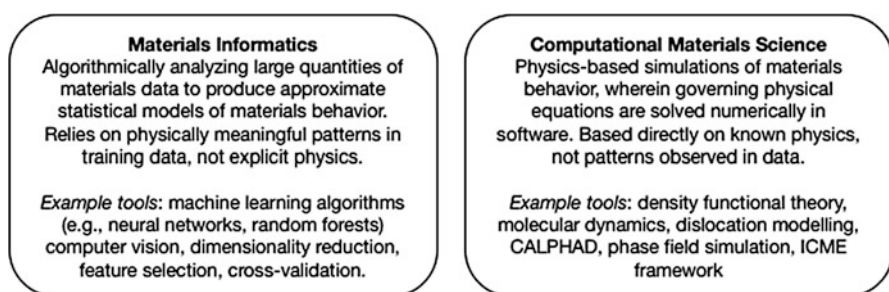 Materials Informatics
Algorithmically analyzing large quantities of
materials data to produce approximate
statistical models of materials behavior.
Relies on physically meaningful patterns in
training data, not explicit physics.
Example tools: machine learning algorithms
(e.g., neural networks, random forests)
computer vision, dimensionality reduction,
feature selection, cross-validation.
Computational Materials Science
Physics-based simulations of materials
behavior, wherein governing physical
equations are solved numerically in
software. Based directly on known physics,
not patterns observed in data.
Example tools: density functional theory,
molecular dynamics, dislocation modelling,
CALPHAD, phase field simulation, ICME
framework